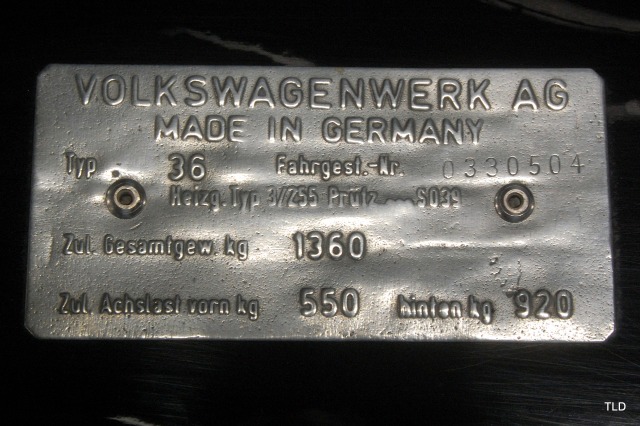 VOLKSWAGENWERK AG
MADE IN GERMANY
Typ 36 Fahrgest.-Nr. 0330504
Heizg. Typ 3//255 Prüfz. S039
Zul. Gesamtgew. kg 1360
Zul. Achslast vorn kg 550 hinten kg 920
TLD